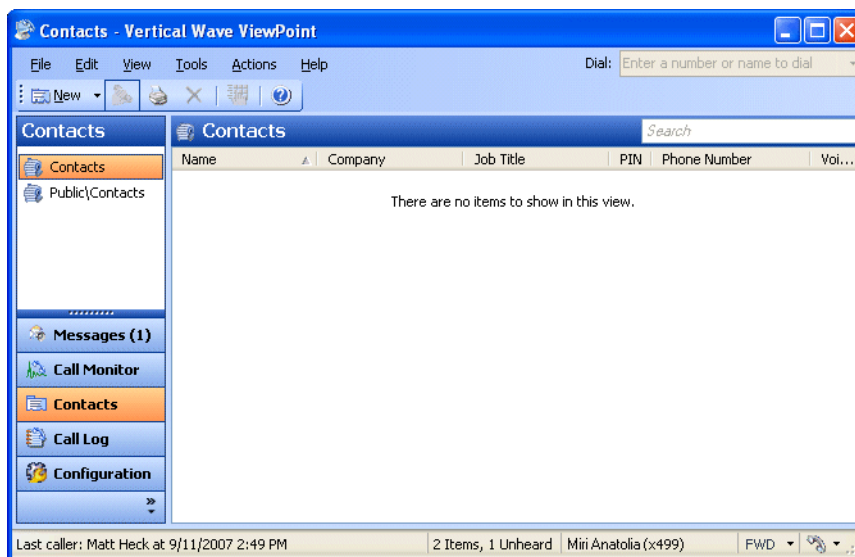 Contacts - Vertical Wave ViewPoint
File Edit View Tools Actions Help Dial: Enter a number or name to dial
New
Contacts
Contacts
Public\Contacts
Messages (1)
Call Monitor
Contacts
Call Log
Configuration
Contacts Search
Name Company Job Title PIN Phone Number Voi...
There are no items to show in this view.
Last caller: Matt Heck at 9/11/2007 2:49 PM 2 Items, 1 Unheard Miri Anatolia (x499) FWD